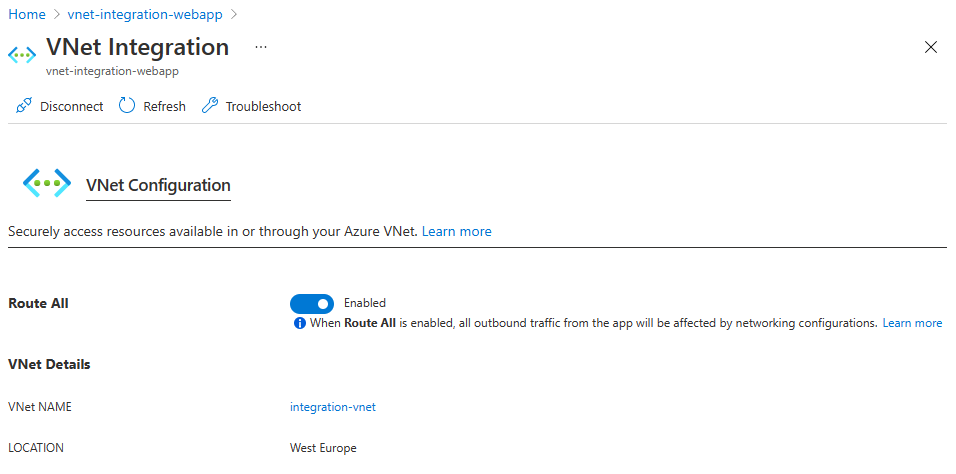 Home > vnet-integration-webapp >
VNet Integration ...
vnet-integration-webapp
Disconnect Refresh Troubleshoot
VNet Configuration
Securely access resources available in or through your Azure VNet. Learn more
Route All Enabled
When Route All is enabled, all outbound traffic from the app will be affected by networking configurations. Learn more
VNet Details
VNet NAME integration-vnet
LOCATION West Europe